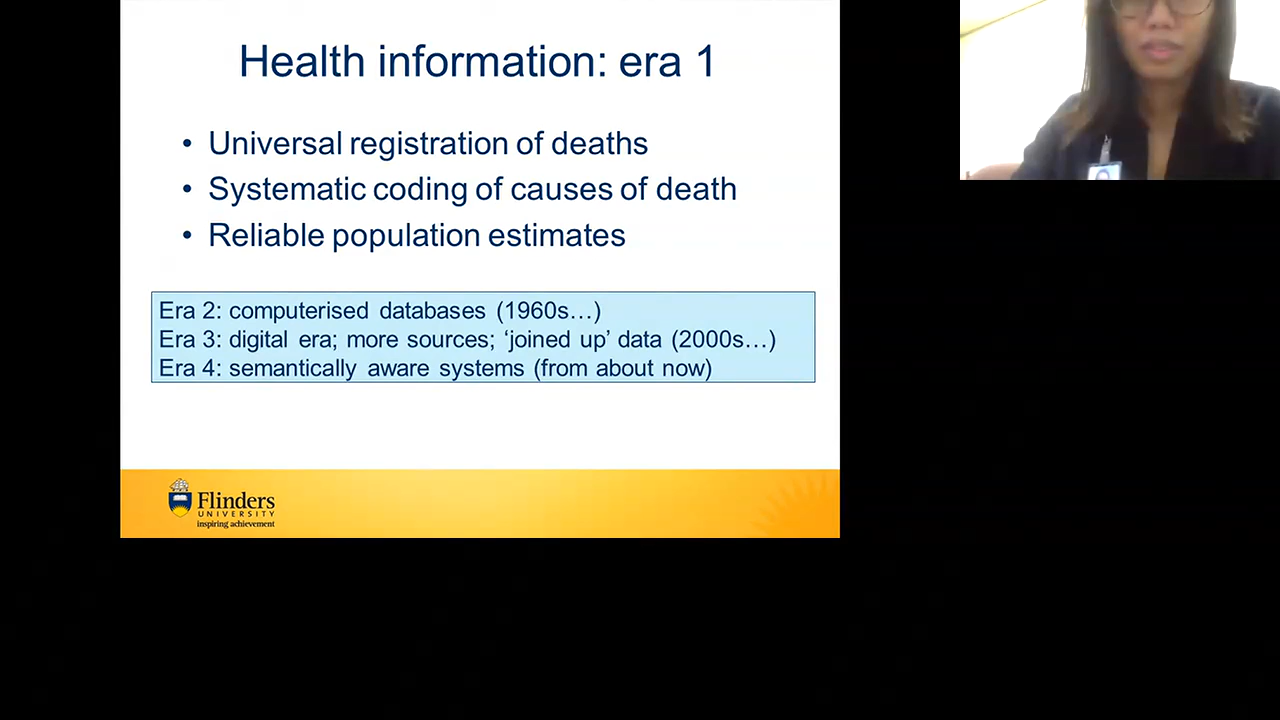 Health information: era 1
• Universal registration of deaths
• Systematic coding of causes of death
• Reliable population estimates
Era 2: computerised databases (1960s…)
Era 3: digital era; more sources; ‘joined up’ data (2000s…)
Era 4: semantically aware systems (from about now)
Flinders
UNIVERSITY
inspiring achievement